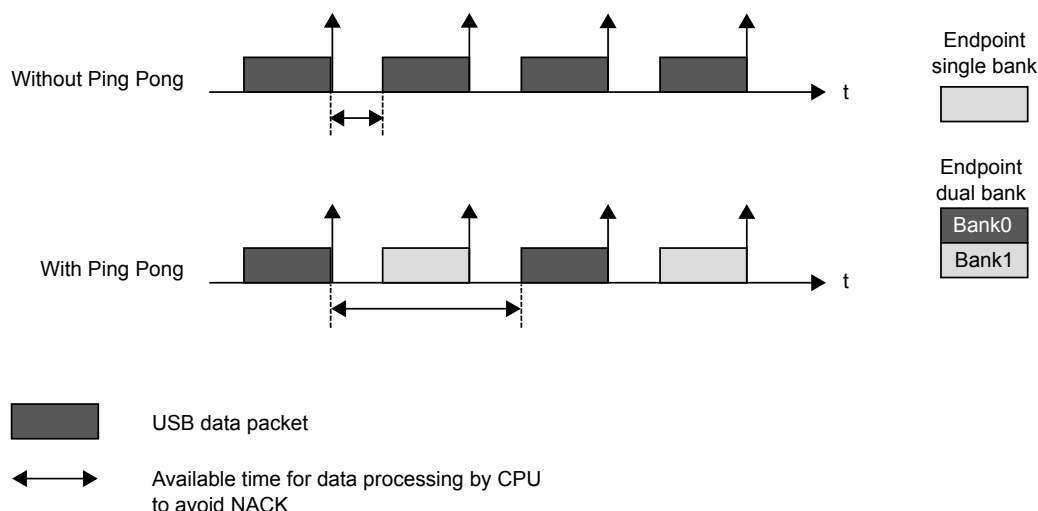 Without Ping Pong
t
Endpoint
single bank
Endpoint
dual bank
Bank0
Bank1
With Ping Pong
t
USB data packet
Available time for data processing by CPU
to avoid NACK